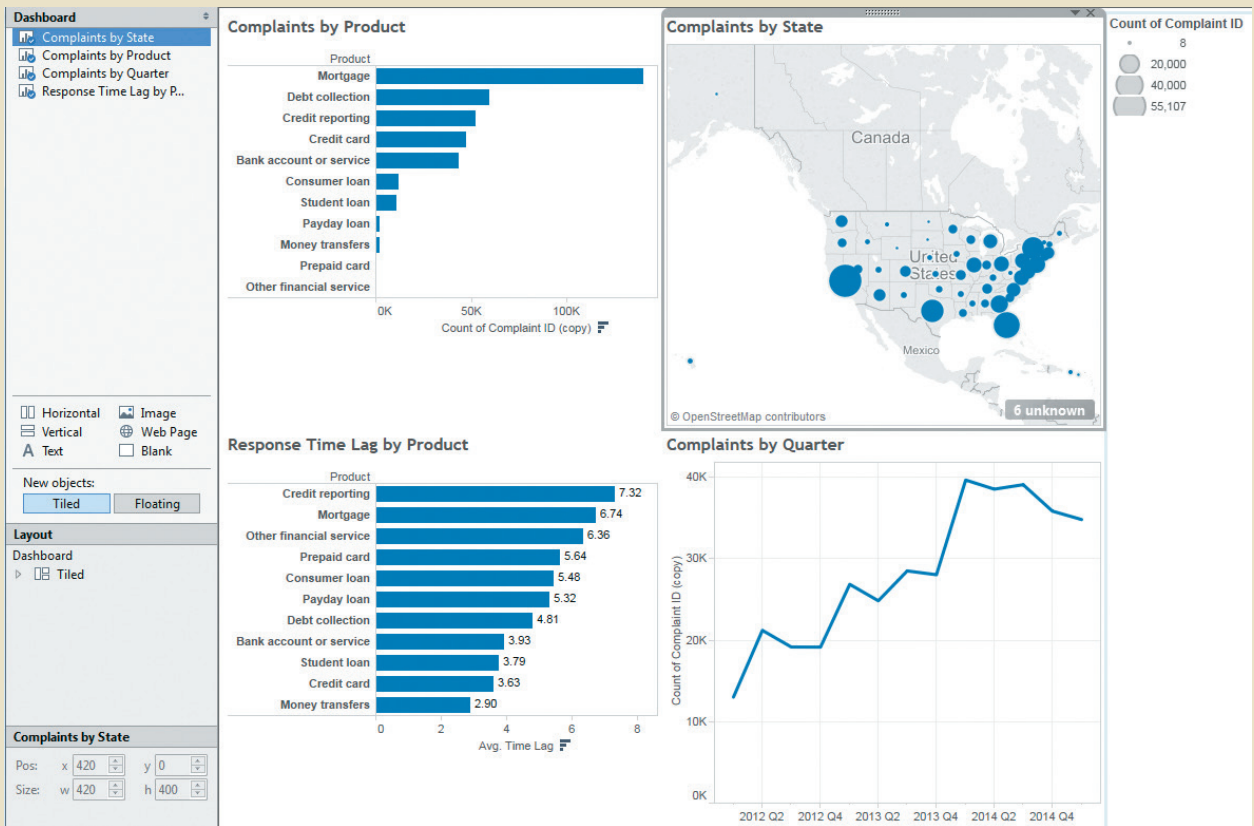 Dashboard
Complaints by State
Complaints by Product
Complaints by Quarter
Response Time Lag by P...
Horizontal
Image
Vertical
Web Page
Text
Blank
New objects:
Tiled
Floating
Layout
Dashboard
Tiled
Complaints by State
Pos: x 420 y 0
Size: w 420 h 400
Complaints by Product
Product
Mortgage
Debt collection
Credit reporting
Credit card
Bank account or service
Consumer loan
Student loan
Payday loan
Money transfers
Prepaid card
Other financial service
0K 50K 100K
Count of Complaint ID (copy)
Complaints by State
Canada
United
States
Mexico
© OpenStreetMap contributors
6 unknown
Count of Complaint ID
8
20,000
40,000
55,107
Response Time Lag by Product
Product
Credit reporting 7.32
Mortgage 6.74
Other financial service 6.36
Prepaid card 5.64
Consumer loan 5.48
Payday loan 5.32
Debt collection 4.81
Bank account or service 3.93
Student loan 3.79
Credit card 3.63
Money transfers 2.90
0 2 4 6 8
Avg. Time Lag
Complaints by Quarter
Count of Complaint ID (copy)
40K
30K
20K
10K
0K
2012 Q2 2012 Q4 2013 Q2 2013 Q4 2014 Q2 2014 Q4